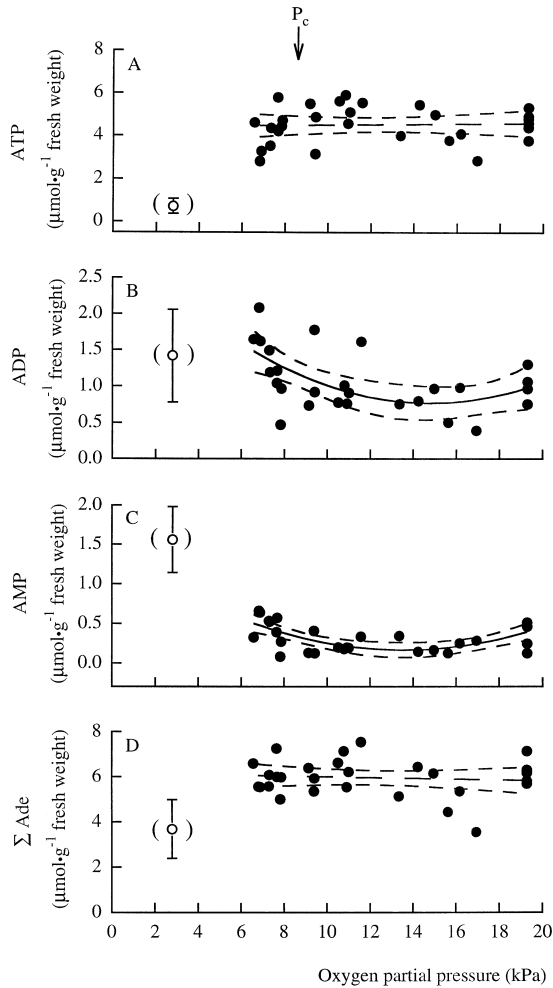 P_c
A
8
6
4
2
0
ATP
(µmol•g⁻¹ fresh weight)
B
2.5
2.0
1.5
1.0
0.5
0.0
ADP
(µmol•g⁻¹ fresh weight)
C
2.0
1.5
1.0
0.5
0.0
AMP
(µmol•g⁻¹ fresh weight)
D
8
6
4
2
0
Σ Ade
(µmol•g⁻¹ fresh weight)
0 2 4 6 8 10 12 14 16 18 20
Oxygen partial pressure (kPa)